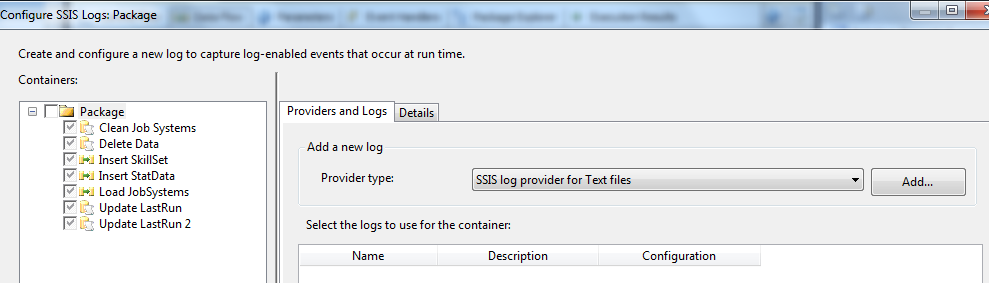 Configure SSIS Logs: Package
Data Flow Parameters Event Handlers Package Explorer Execution Results
Create and configure a new log to capture log-enabled events that occur at run time.
Containers:
Package
Clean Job Systems
Delete Data
Insert SkillSet
Insert StatData
Load JobSystems
Update LastRun
Update LastRun 2
Providers and Logs Details
Add a new log
Provider type: SSIS log provider for Text files Add...
Select the logs to use for the container:
Name Description Configuration